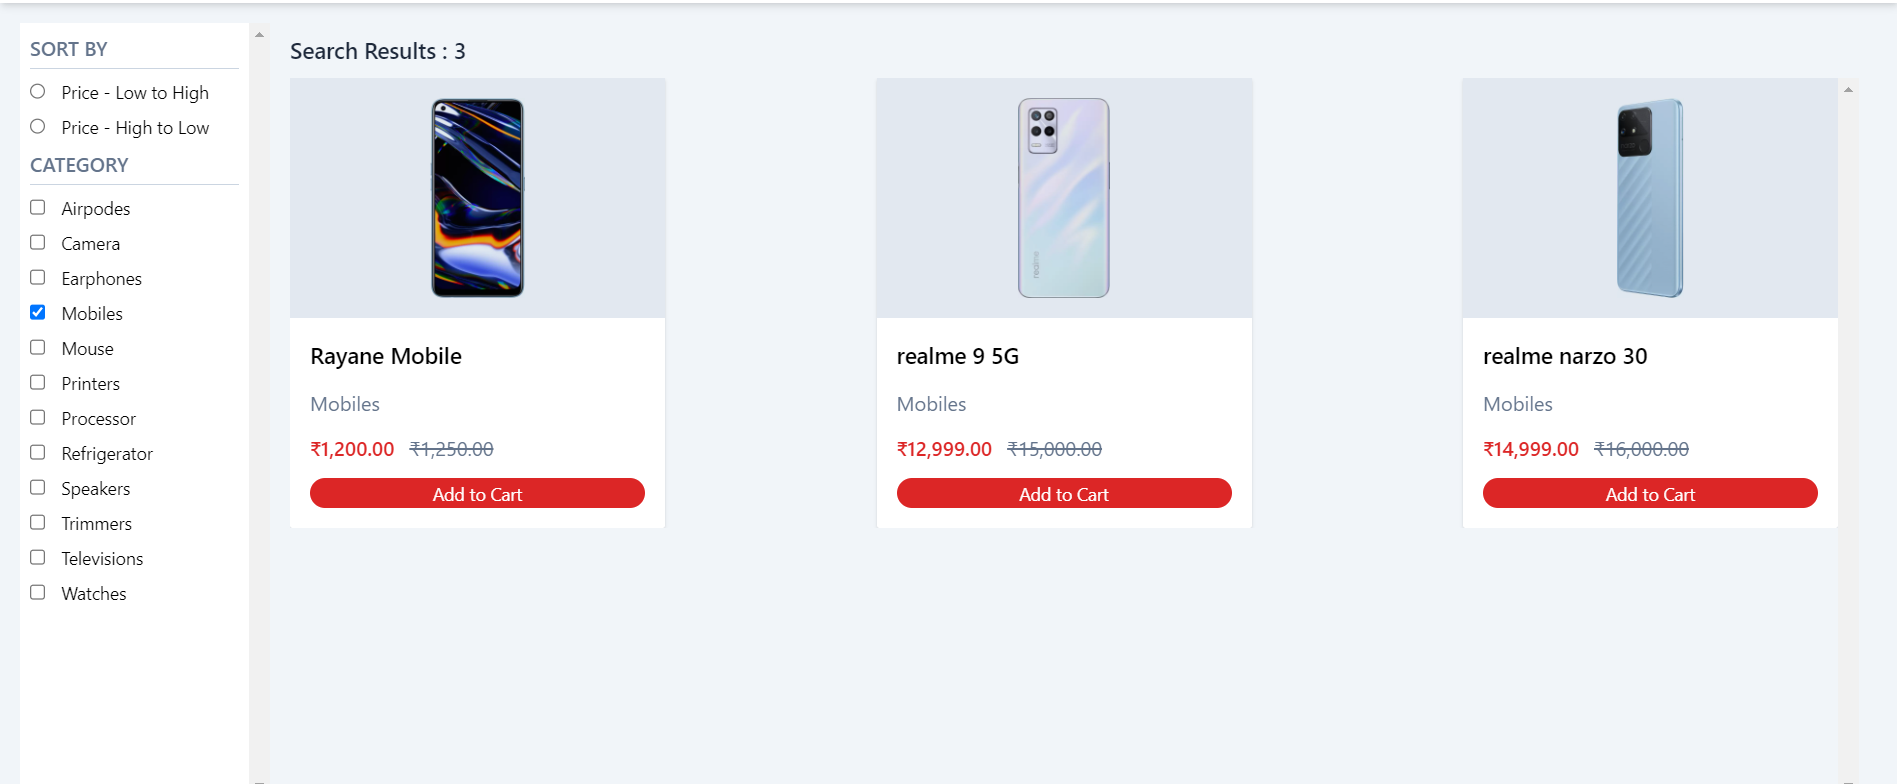 SORT BY
Price - Low to High
Price - High to Low
CATEGORY
Airpodes
Camera
Earphones
Mobiles
Mouse
Printers
Processor
Refrigerator
Speakers
Trimmers
Televisions
Watches
Search Results : 3
realme
Rayane Mobile
Mobiles
₹1,200.00 ₹1,250.00
Add to Cart
realme 9 5G
Mobiles
₹12,999.00 ₹15,000.00
Add to Cart
realme narzo 30
Mobiles
₹14,999.00 ₹16,000.00
Add to Cart